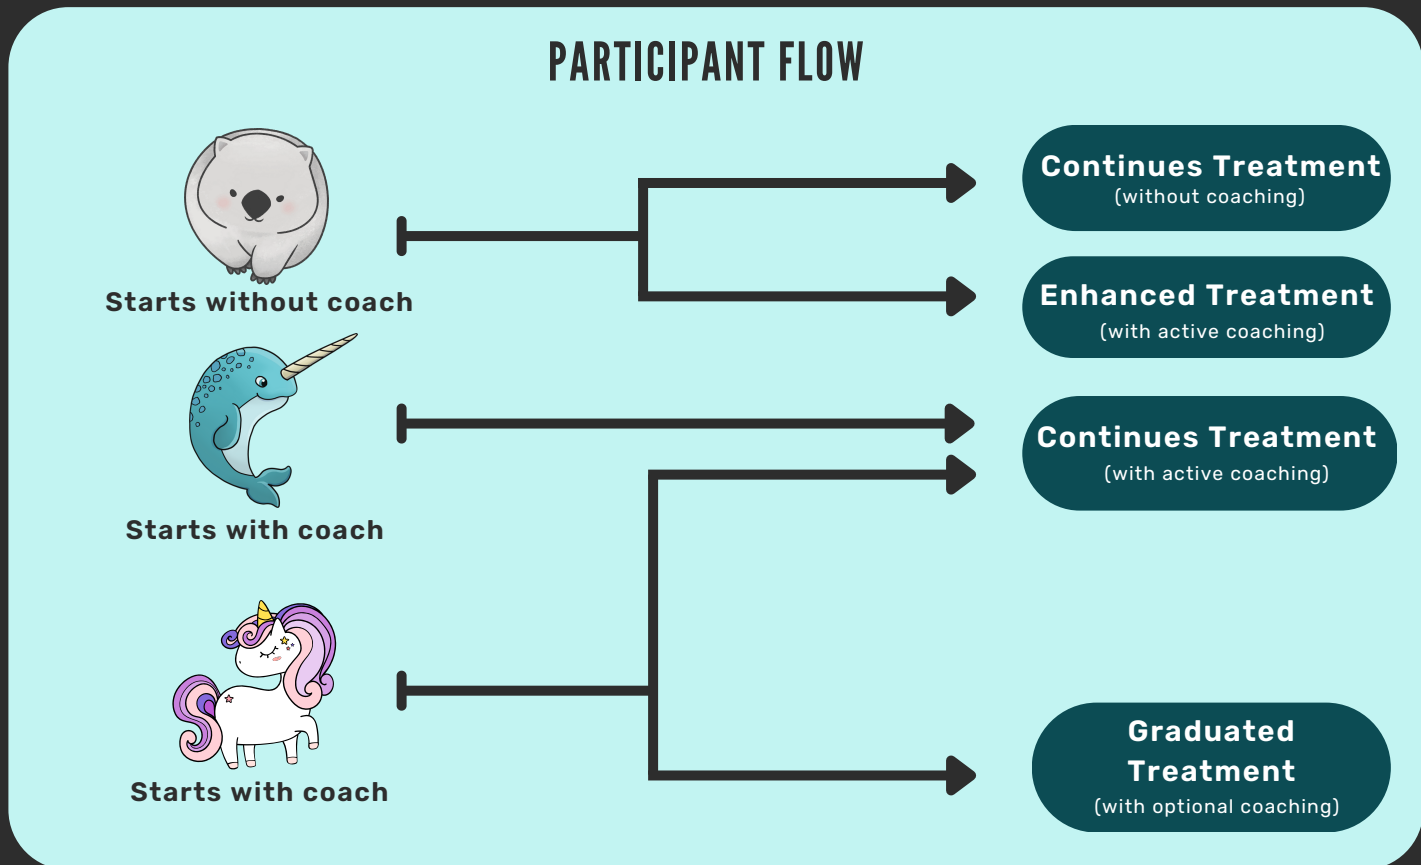 PARTICIPANT FLOW
Starts without coach
Continues Treatment
(without coaching)
Enhanced Treatment
(with active coaching)
Starts with coach
Continues Treatment
(with active coaching)
Starts with coach
Graduated
Treatment
(with optional coaching)